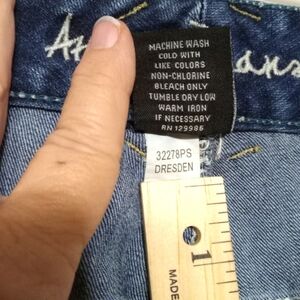 MACHINE WASH
COLD WITH
LIKE COLORS
NON-CHLORINE
BLEACH ONLY
TUMBLE DRY LOW
WARM IRON
IF NECESSARY
RN 129986
32278PS
DRESDEN
1
MADE